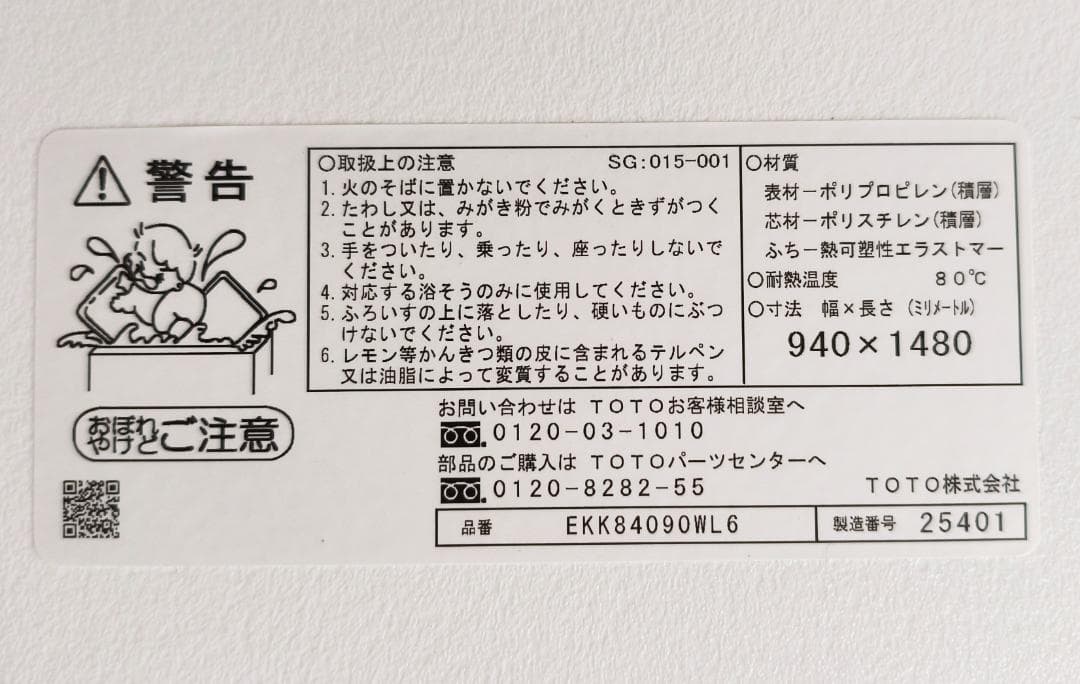 警告
おぼれ
やけど
ご注意
○取扱上の注意 SG:015-001
1. 火のそばに置かないでください。
2. たわし又は、みがき粉でみがくときずがつく
ことがあります。
3. 手をついたり、乗ったり、座ったりしないで
ください。
4. 対応する浴そうのみに使用してください。
5. ふろいすの上に落としたり、硬いものにぶつ
けないでください。
6. レモン等かんきつ類の皮に含まれるテルペン
又は油脂によって変質することがあります。
○材質
表材－ポリプロピレン(積層)
芯材－ポリスチレン(積層)
ふち－熱可塑性エラストマー
○耐熱温度 80℃
○寸法 幅×長さ (ミリメートル)
940×1480
お問い合わせは TOTOお客様相談室へ
0120-03-1010
部品のご購入は TOTOパーツセンターへ
0120-8282-55
TOTO株式会社
品番 EKK84090WL6 製造番号 25401